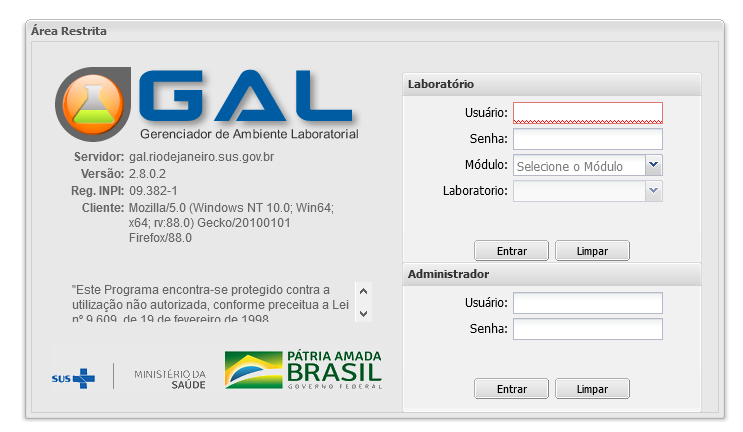 Área Restrita
GAL
Gerenciador de Ambiente Laboratorial
Servidor: gal.riodejaneiro.sus.gov.br
Versão: 2.8.0.2
Reg. INPI: 09.382-1
Cliente: Mozilla/5.0 (Windows NT 10.0; Win64;
x64; rv:88.0) Gecko/20100101
Firefox/88.0
"Este Programa encontra-se protegido contra a
utilização não autorizada, conforme preceitua a Lei
nº 9.609, de 19 de fevereiro de 1998
SUS
MINISTÉRIO DA
SAÚDE
PÁTRIA AMADA
BRASIL
GOVERNO FEDERAL
Laboratório
Usuário:
Senha:
Módulo: Selecione o Módulo
Laboratorio:
Entrar Limpar
Administrador
Usuário:
Senha:
Entrar Limpar